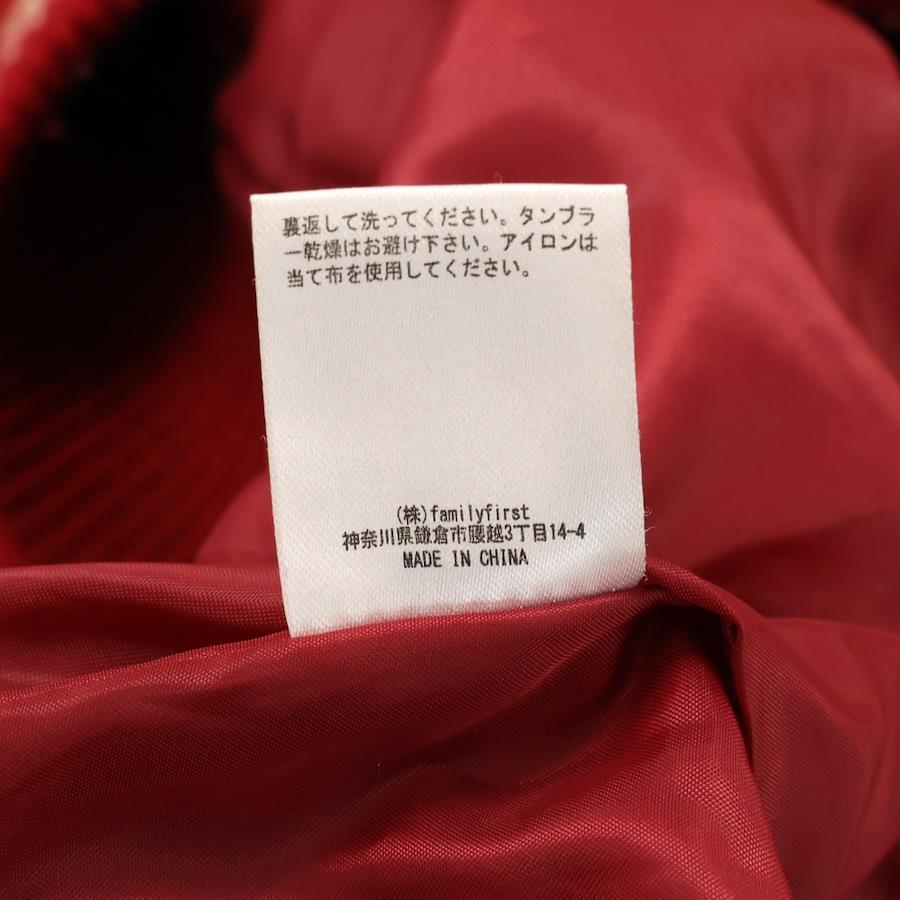 裏返して洗ってください。タンブラ
ー乾燥はお避け下さい。アイロンは
当て布を使用してください。
(株)familyfirst
神奈川県鎌倉市腰越3丁目14-4
MADE IN CHINA